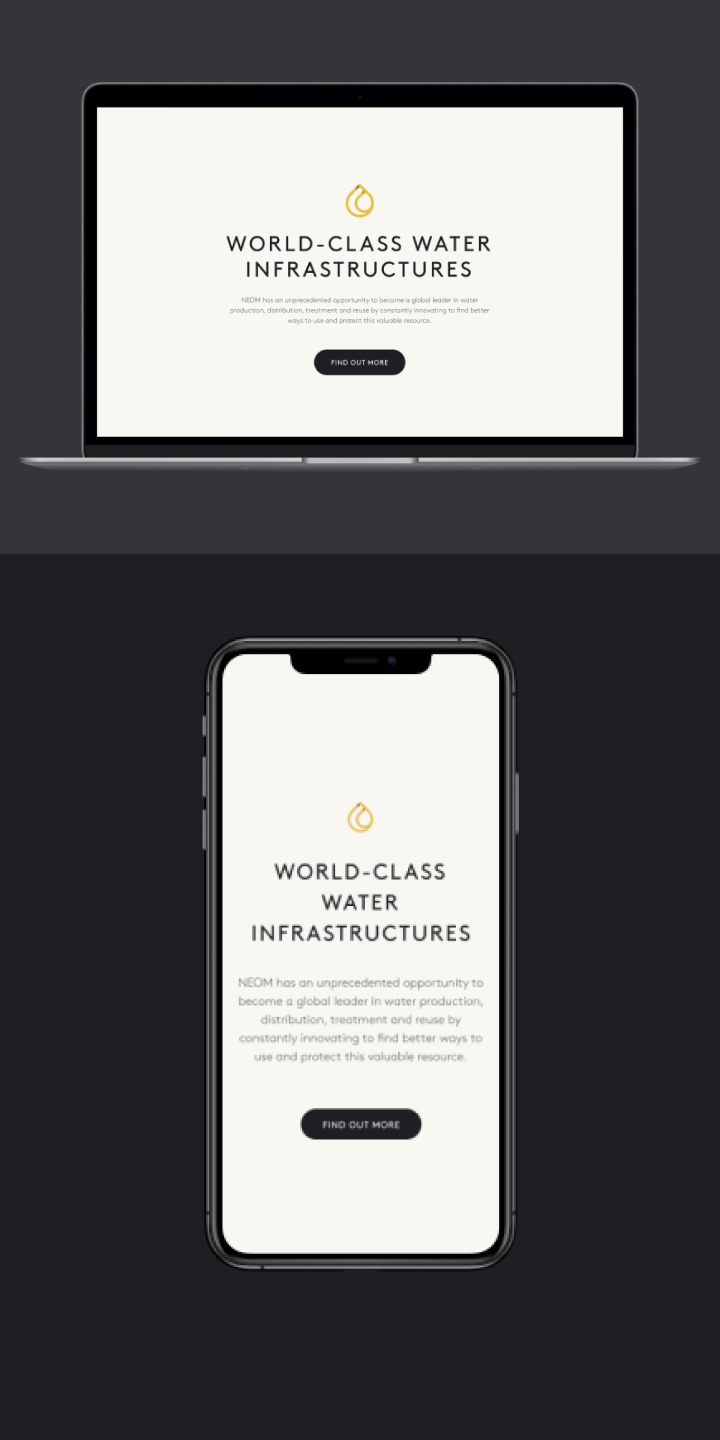 WORLD-CLASS WATER
INFRASTRUCTURES
NEOM has an unprecedented opportunity to become a global leader in water
production, distribution, treatment and reuse by constantly innovating to find better
ways to use and protect this valuable resource.
FIND OUT MORE
WORLD-CLASS
WATER
INFRASTRUCTURES
NEOM has an unprecedented opportunity to
become a global leader in water production,
distribution, treatment and reuse by
constantly innovating to find better ways to
use and protect this valuable resource.
FIND OUT MORE